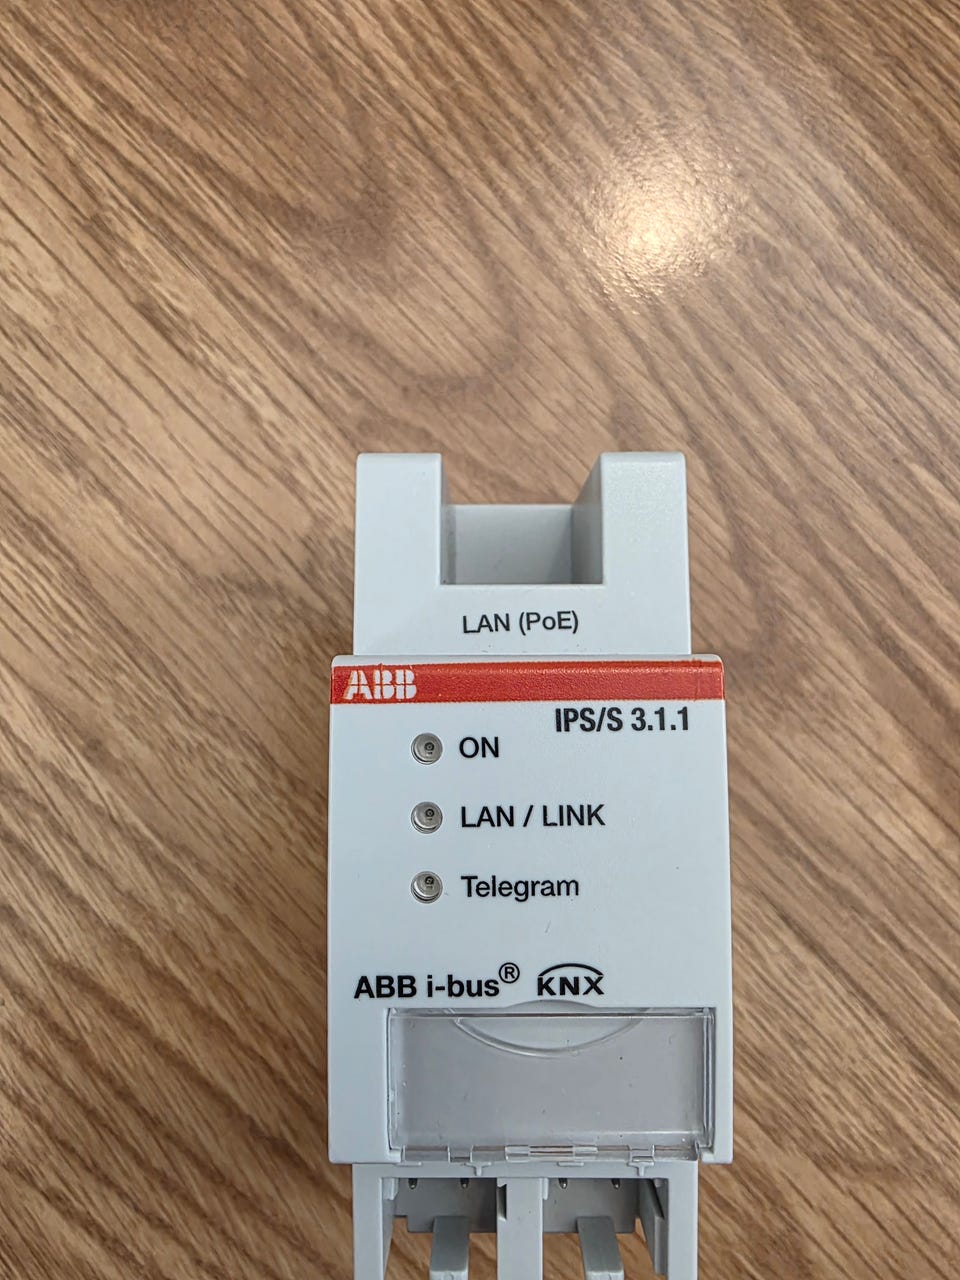 LAN (PoE)
ABB
IPS/S 3.1.1
ON
LAN / LINK
Telegram
ABB i-bus® KNX